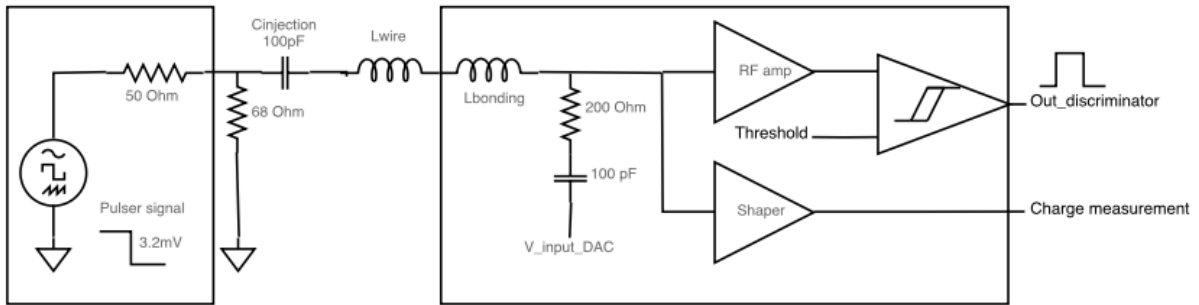 Cinjection
100pF
Lwire
50 Ohm
68 Ohm
Lbonding
200 Ohm
100 pF
V_input_DAC
RF amp
Threshold
Out_discriminator
Shaper
Charge measurement
Pulser signal
3.2mV